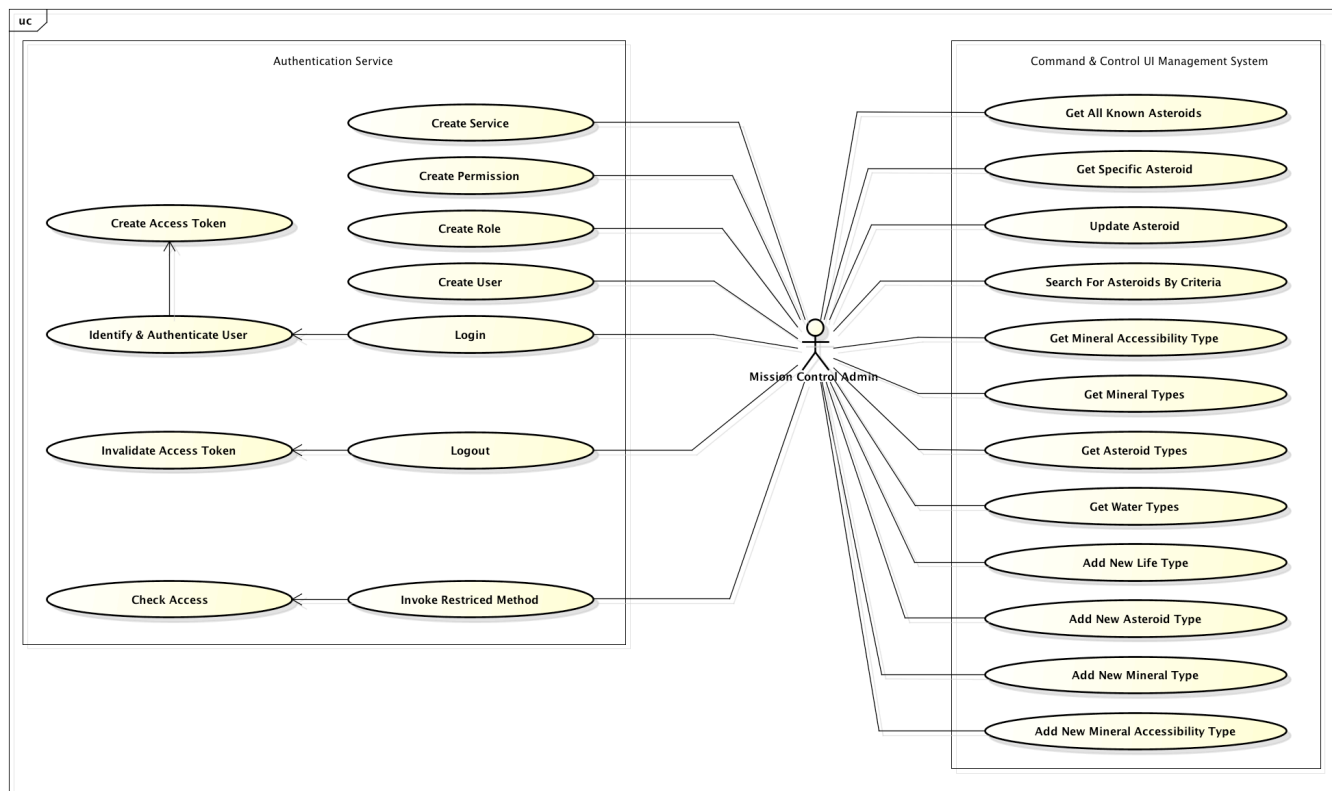 uc
Authentication Service
Create Service
Create Permission
Create Access Token
Create Role
Create User
Identify & Authenticate User
Login
Invalidate Access Token
Logout
Check Access
Invoke Restriced Method
Mission Control Admin
Command & Control UI Management System
Get All Known Asteroids
Get Specific Asteroid
Update Asteroid
Search For Asteroids By Criteria
Get Mineral Accessibility Type
Get Mineral Types
Get Asteroid Types
Get Water Types
Add New Life Type
Add New Asteroid Type
Add New Mineral Type
Add New Mineral Accessibility Type